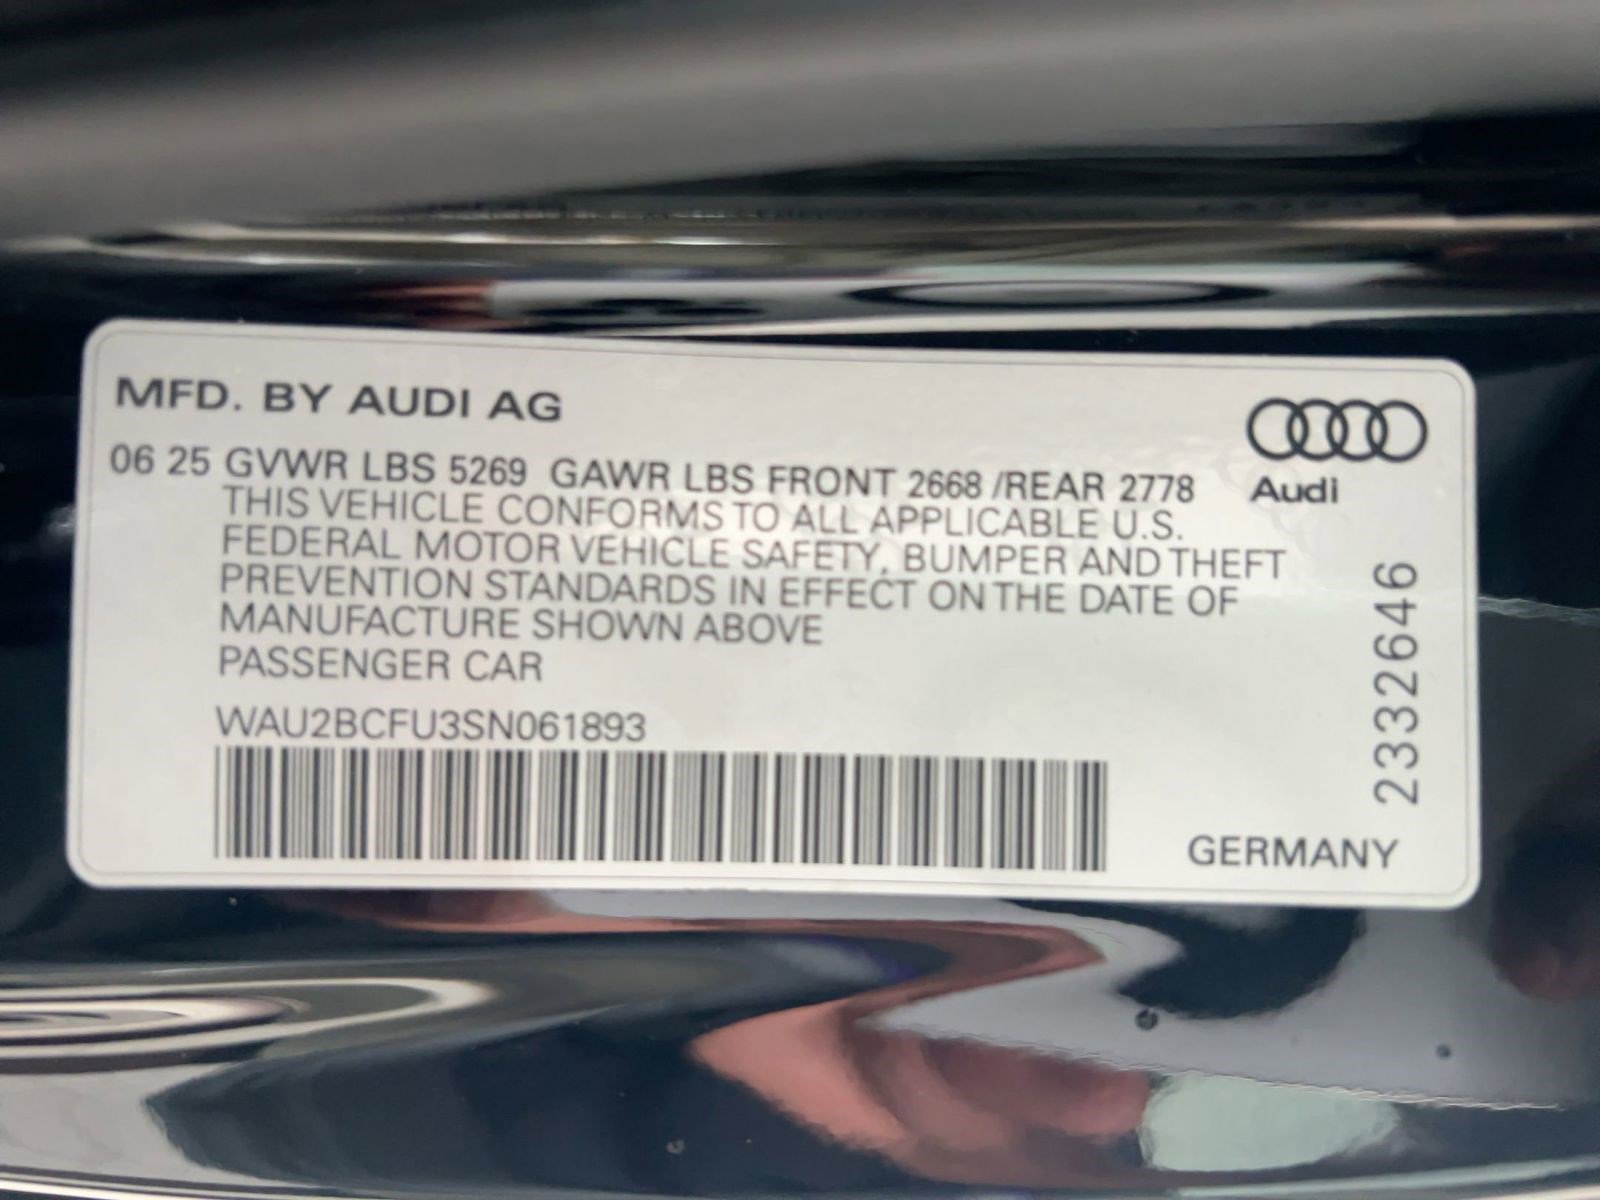 MFD. BY AUDI AG
06 25 GVWR LBS 5269 GAWR LBS FRONT 2668 /REAR 2778
Audi
THIS VEHICLE CONFORMS TO ALL APPLICABLE U.S.
FEDERAL MOTOR VEHICLE SAFETY, BUMPER AND THEFT
PREVENTION STANDARDS IN EFFECT ON THE DATE OF
MANUFACTURE SHOWN ABOVE
PASSENGER CAR
WAU2BCFU3SN061893
2332646
GERMANY